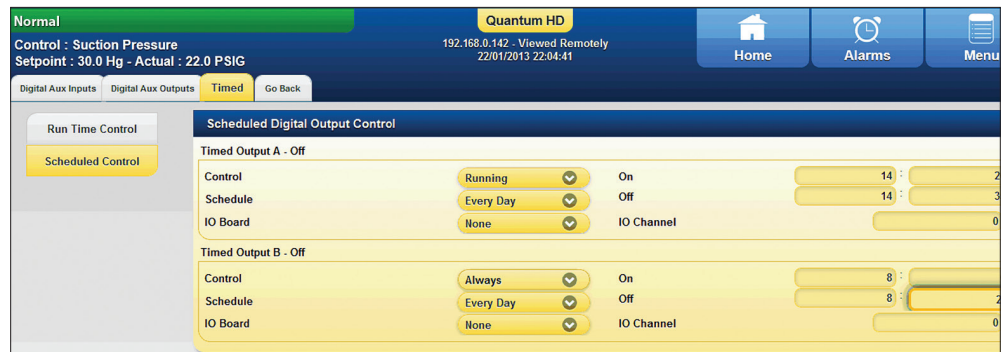 Normal
Quantum HD
Control : Suction Pressure
192.168.0.142 - Viewed Remotely
Setpoint : 30.0 Hg - Actual : 22.0 PSIG
22/01/2013 22:04:41
Home
Alarms
Menu
Digital Aux Inputs Digital Aux Outputs Timed Go Back
Run Time Control
Scheduled Control
Scheduled Digital Output Control
Timed Output A - Off
Control Running On 14 : 2
Schedule Every Day Off 14 : 3
IO Board None IO Channel 0
Timed Output B - Off
Control Always On 8 :
Schedule Every Day Off 8 : 2
IO Board None IO Channel 0